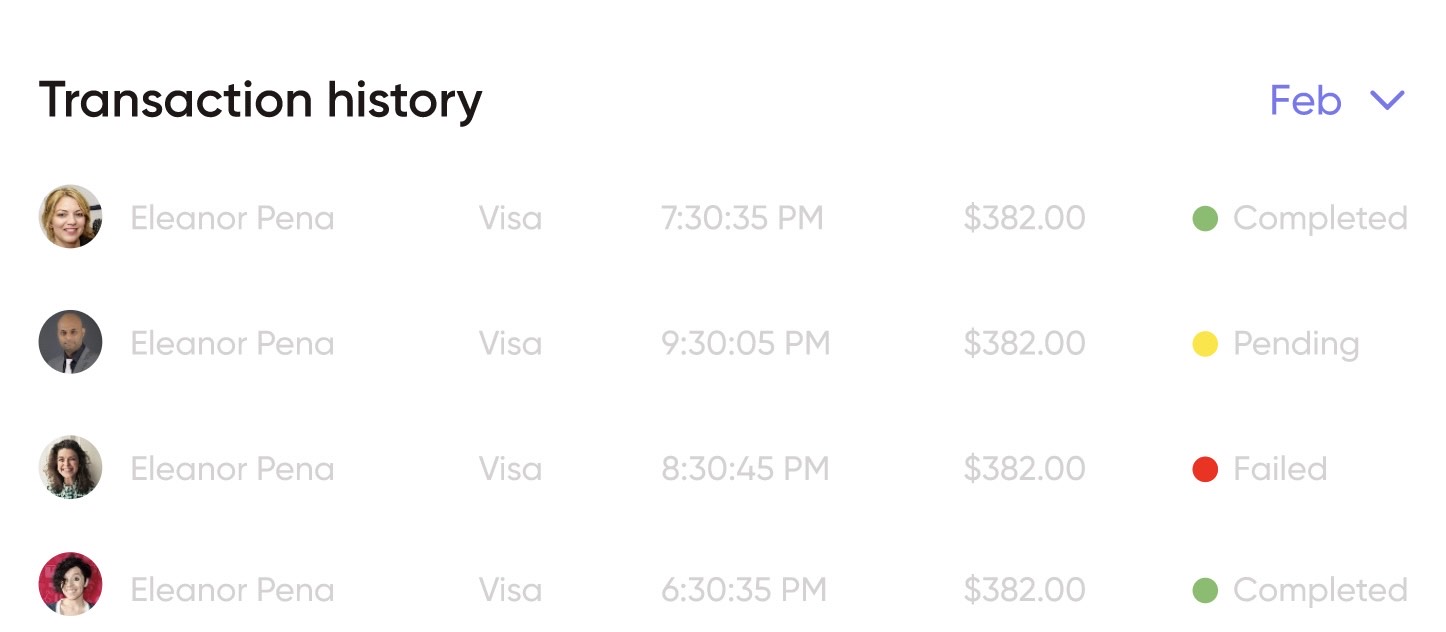 Transaction history Feb
Eleanor Pena Visa 7:30:35 PM $382.00 Completed
Eleanor Pena Visa 9:30:05 PM $382.00 Pending
Eleanor Pena Visa 8:30:45 PM $382.00 Failed
Eleanor Pena Visa 6:30:35 PM $382.00 Completed